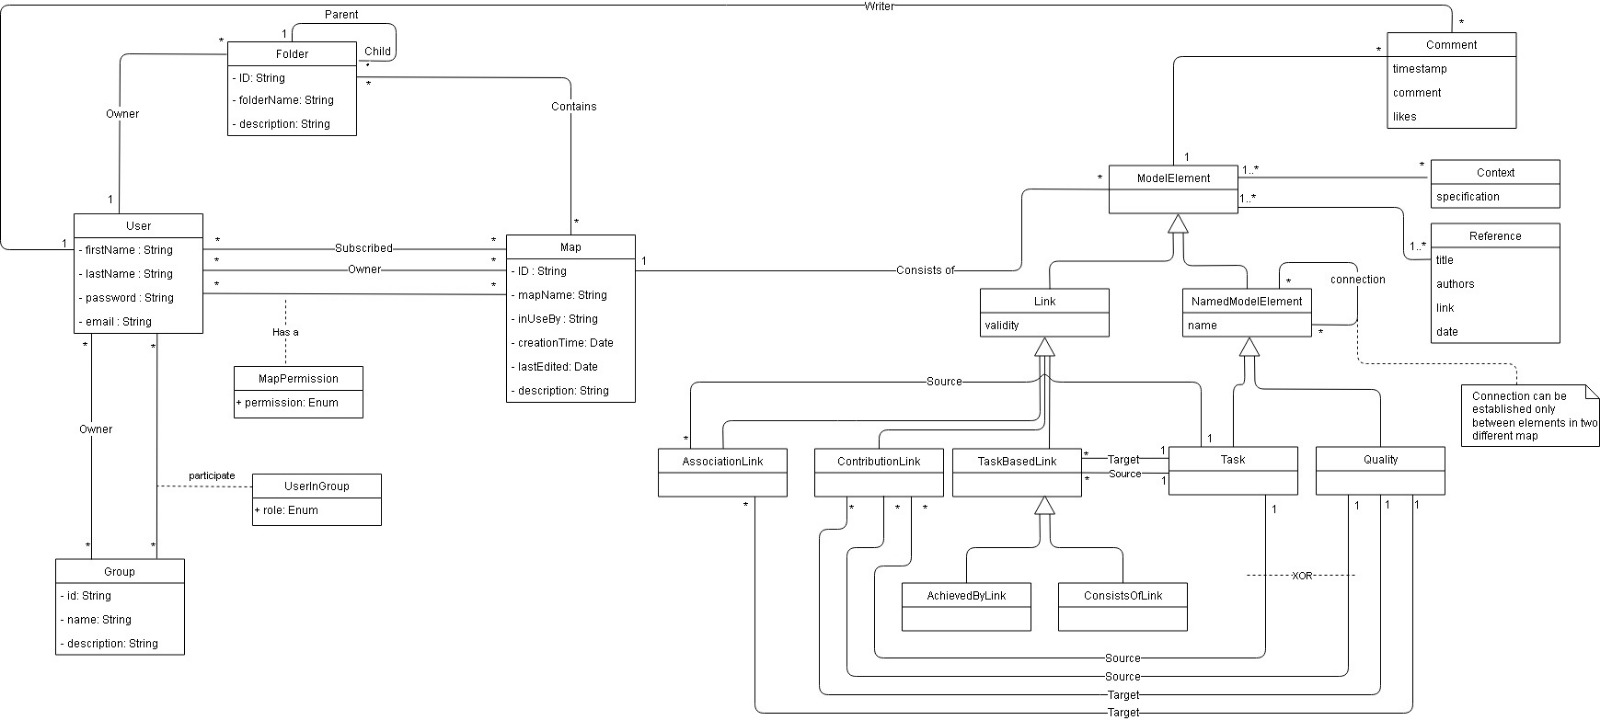 Writer
Parent
1
*
*
Folder
Child
*
*
- ID: String
- folderName: String
- description: String
Owner
1
Contains
*
Comment
timestamp
comment
likes
*
1
ModelElement
*
1..*
*
Context
specification
1..*
1..*
Reference
title
authors
link
date
User
- firstName : String
- lastName : String
- password : String
- email : String
1
*
Subscribed
*
*
Owner
*
*
*
Has a
MapPermission
+ permission: Enum
Map
- ID : String
- mapName: String
- inUseBy : String
- creationTime: Date
- lastEdited: Date
- description: String
1
Consists of
Link
validity
NamedModelElement
name
*
connection
*
Connection can be
established only
between elements in two
different map
*
*
Owner
participate
UserInGroup
+ role: Enum
*
*
Group
- id: String
- name: String
- description: String
Source
*
1
AssociationLink
ContributionLink
TaskBasedLink
*
Target
1
*
Source
1
Task
Quality
*
*
*
*
1
1
1
1
XOR
AchievedByLink
ConsistsOfLink
Source
Source
Target
Target